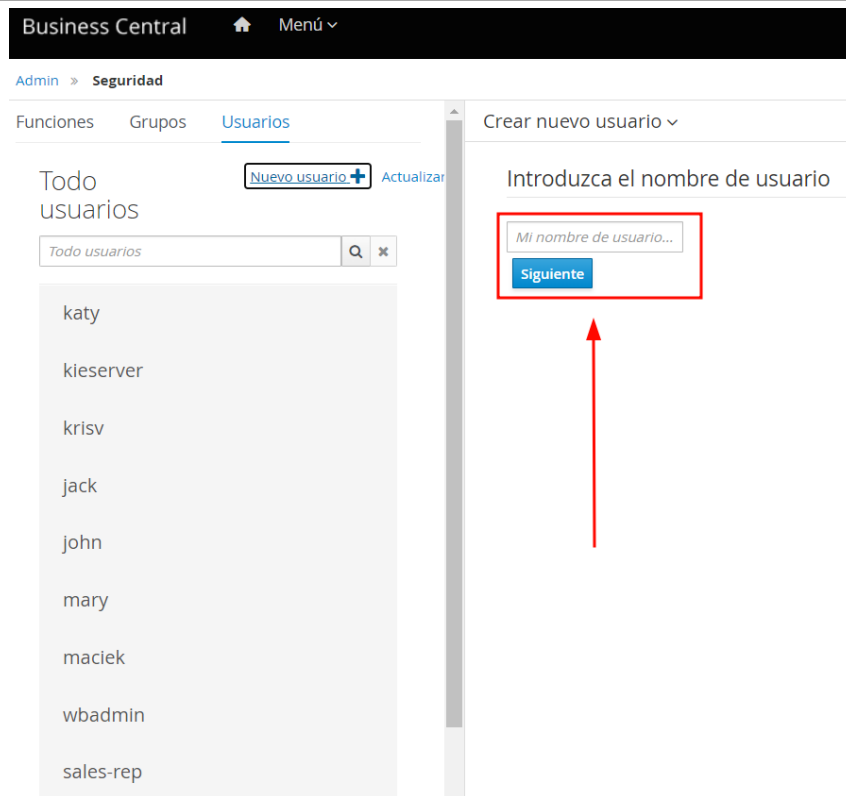 Business Central Menú
Admin » Seguridad
Funciones Grupos Usuarios
Todo
usuarios
Nuevo usuario Actualizar
Todo usuarios
katy
kieserver
krisv
jack
john
mary
maciek
wbadmin
sales-rep
Crear nuevo usuario
Introduzca el nombre de usuario
Mi nombre de usuario...
Siguiente